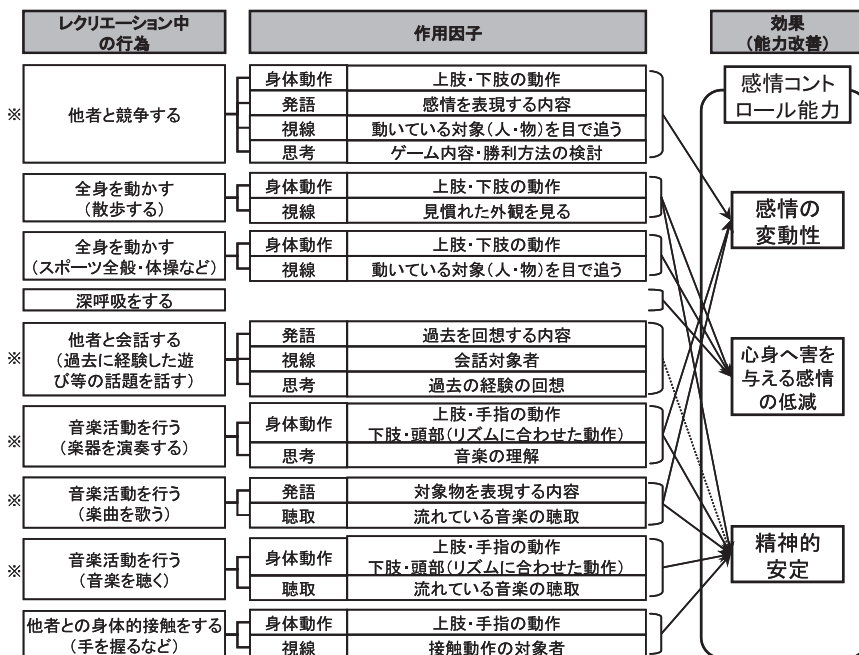 レクリエーション中
の行為
作用因子
効果
(能力改善)
※
他者と競争する
身体動作
上肢・下肢の動作
発語
感情を表現する内容
視線
動いている対象(人・物)を目で追う
思考
ゲーム内容・勝利方法の検討
全身を動かす
(散歩する)
身体動作
上肢・下肢の動作
視線
見慣れた外観を見る
全身を動かす
(スポーツ全般・体操など)
身体動作
上肢・下肢の動作
視線
動いている対象(人・物)を目で追う
深呼吸をする
※
他者と会話する
(過去に経験した遊
び等の話題を話す)
発語
過去を回想する内容
視線
会話対象者
思考
過去の経験の回想
※
音楽活動を行う
(楽器を演奏する)
身体動作
上肢・手指の動作
下肢・頭部(リズムに合わせた動作)
思考
音楽の理解
※
音楽活動を行う
(楽曲を歌う)
発語
対象物を表現する内容
聴取
流れている音楽の聴取
※
音楽活動を行う
(音楽を聴く)
身体動作
上肢・手指の動作
下肢・頭部(リズムに合わせた動作)
聴取
流れている音楽の聴取
他者との身体的接触をする
(手を握るなど)
身体動作
上肢・手指の動作
視線
接触動作の対象者
感情コント
ロール能力
感情の
変動性
心身へ害を
与える感情
の低減
精神的
安定